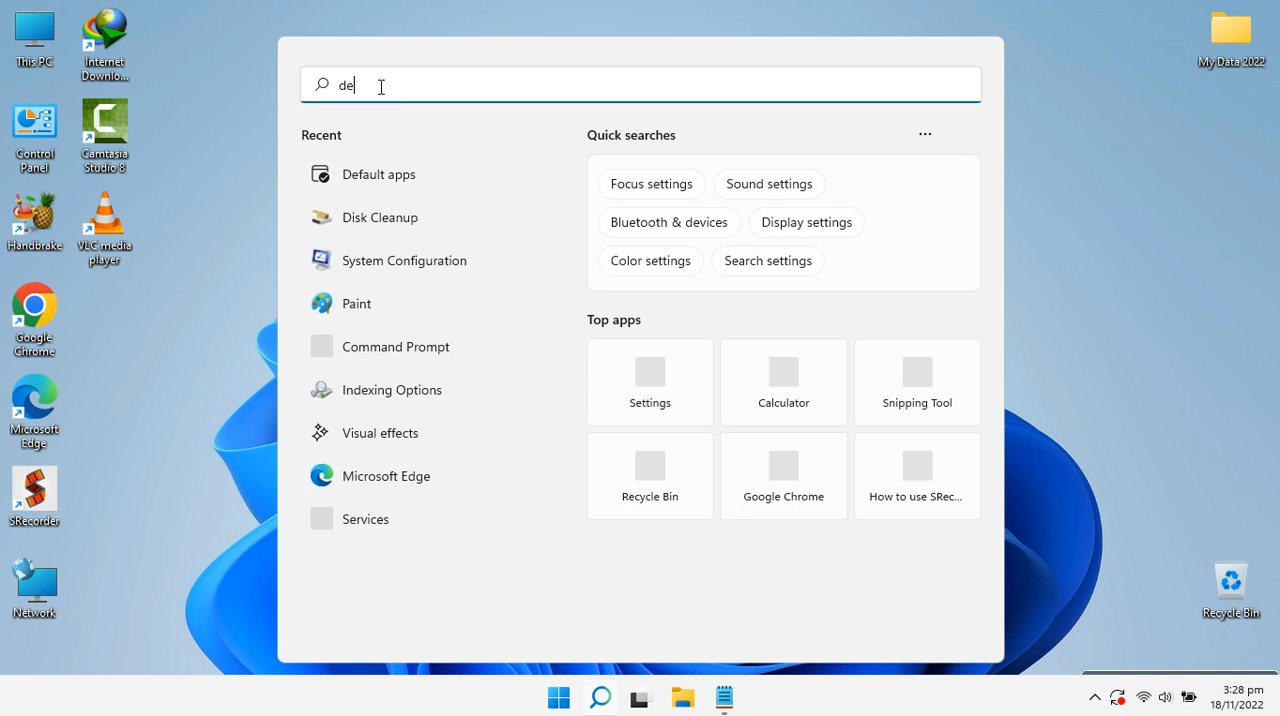 This PC
Internet
Downlo...
Control
Panel
Camtasia
Studio 8
Handbrake
VLC media
player
Google
Chrome
Microsoft
Edge
SRecorder
Network
My Data 2022
Recycle Bin
de
Recent
Default apps
Disk Cleanup
System Configuration
Paint
Command Prompt
Indexing Options
Visual effects
Microsoft Edge
Services
Quick searches
...
Focus settings
Sound settings
Bluetooth & devices
Display settings
Color settings
Search settings
Top apps
Settings
Calculator
Snipping Tool
Recycle Bin
Google Chrome
How to use SRec...
3:28 pm
18/11/2022